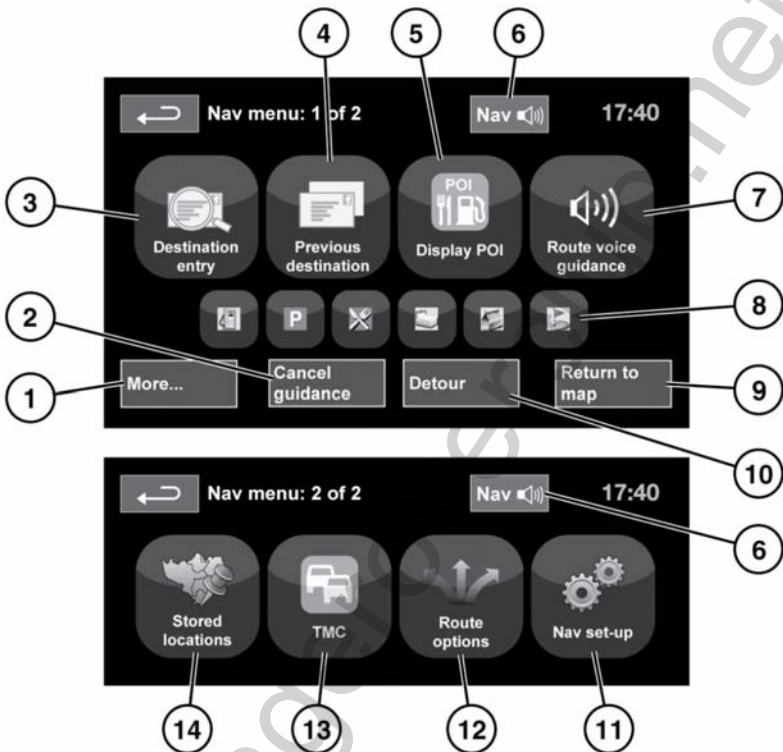 4
5
6
Nav menu: 1 of 2
Nav
17:40
3
POI
7
Destination
entry
Previous
destination
Display POI
Route voice
guidance
2
P
8
1
More...
Cancel
guidance
Detour
Return to
map
9
10
Nav menu: 2 of 2
Nav
17:40
6
Stored
locations
TMC
Route
options
Nav set-up
14
13
12
11